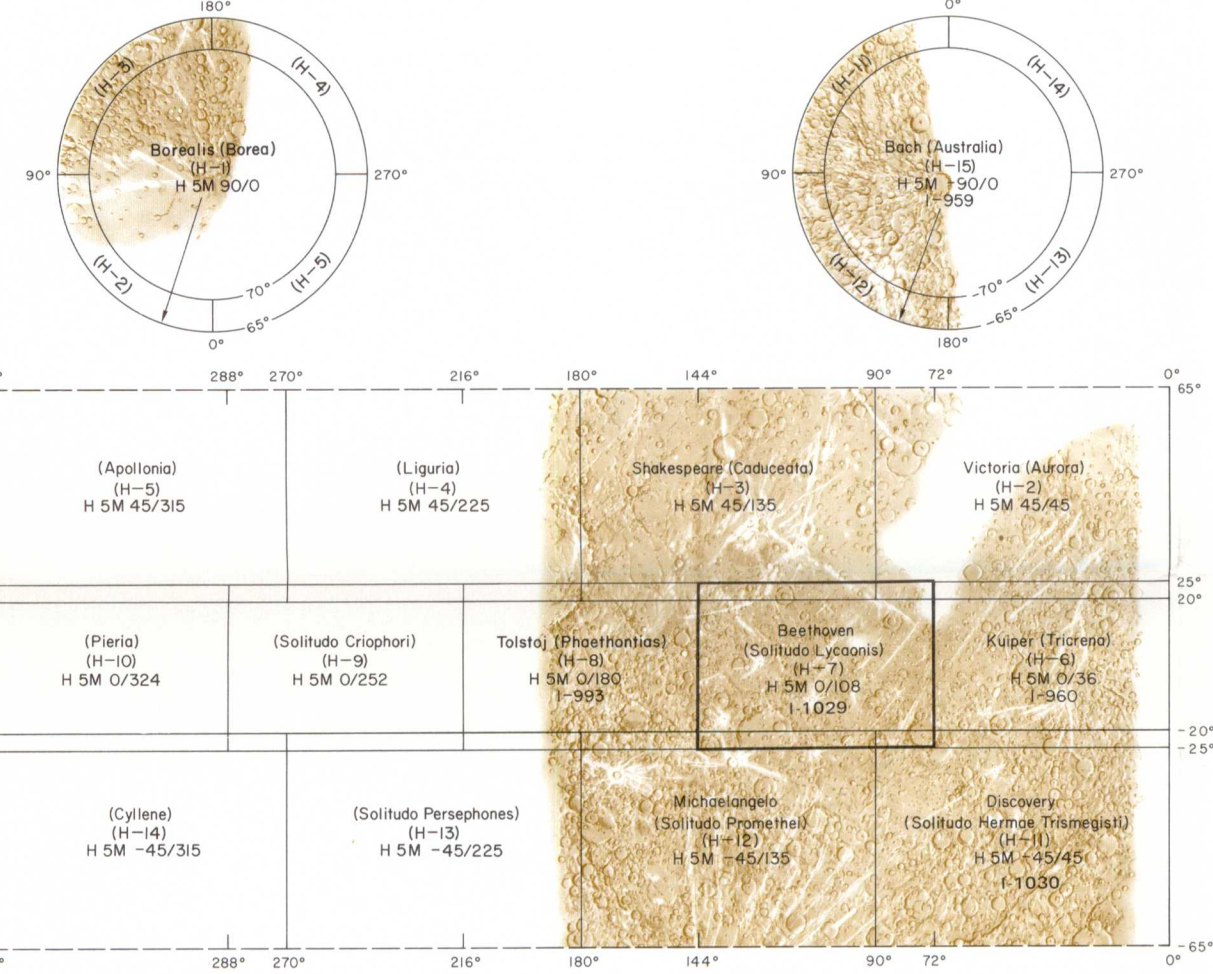 180°
(H-3)
(H-4)
Borealis (Borea)
(H-1)
H 5M 90/0
90°
270°
(H-2)
(H-5)
70°
65°
0°
0°
(H-11)
(H-14)
Bach (Australia)
(H-15)
H 5M -90/0
I-959
90°
270°
(H-12)
(H-13)
-70°
-65°
180°
288° 270° 216° 180° 144° 90° 72° 0°
65°
(Apollonia)
(H-5)
H 5M 45/315
(Liguria)
(H-4)
H 5M 45/225
Shakespeare (Caduceata)
(H-3)
H 5M 45/135
Victoria (Aurora)
(H-2)
H 5M 45/45
25°
20°
(Pieria)
(H-10)
H 5M 0/324
(Solitudo Criophori)
(H-9)
H 5M 0/252
Tolstoj (Phaethontias)
(H-8)
H 5M 0/180
I-993
Beethoven
(Solitudo Lycaonis)
(H-7)
H 5M 0/108
I-1029
Kuiper (Tricrena)
(H-6)
H 5M 0/36
I-960
-20°
-25°
(Cyllene)
(H-14)
H 5M -45/315
(Solitudo Persephones)
(H-13)
H 5M -45/225
Michaelangelo
(Solitudo Promethei)
(H-12)
H 5M -45/135
Discovery
(Solitudo Hermae Trismegisti)
(H-11)
H 5M -45/45
I-1030
-65°
288° 270° 216° 180° 144° 90° 72° 0°